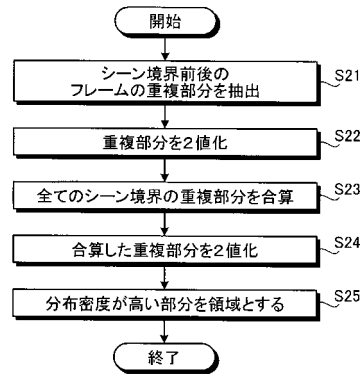 開始
シーン境界前後の
フレームの重複部分を抽出
S21
重複部分を2値化
S22
全てのシーン境界の重複部分を合算
S23
合算した重複部分を2値化
S24
分布密度が高い部分を領域とする
S25
終了